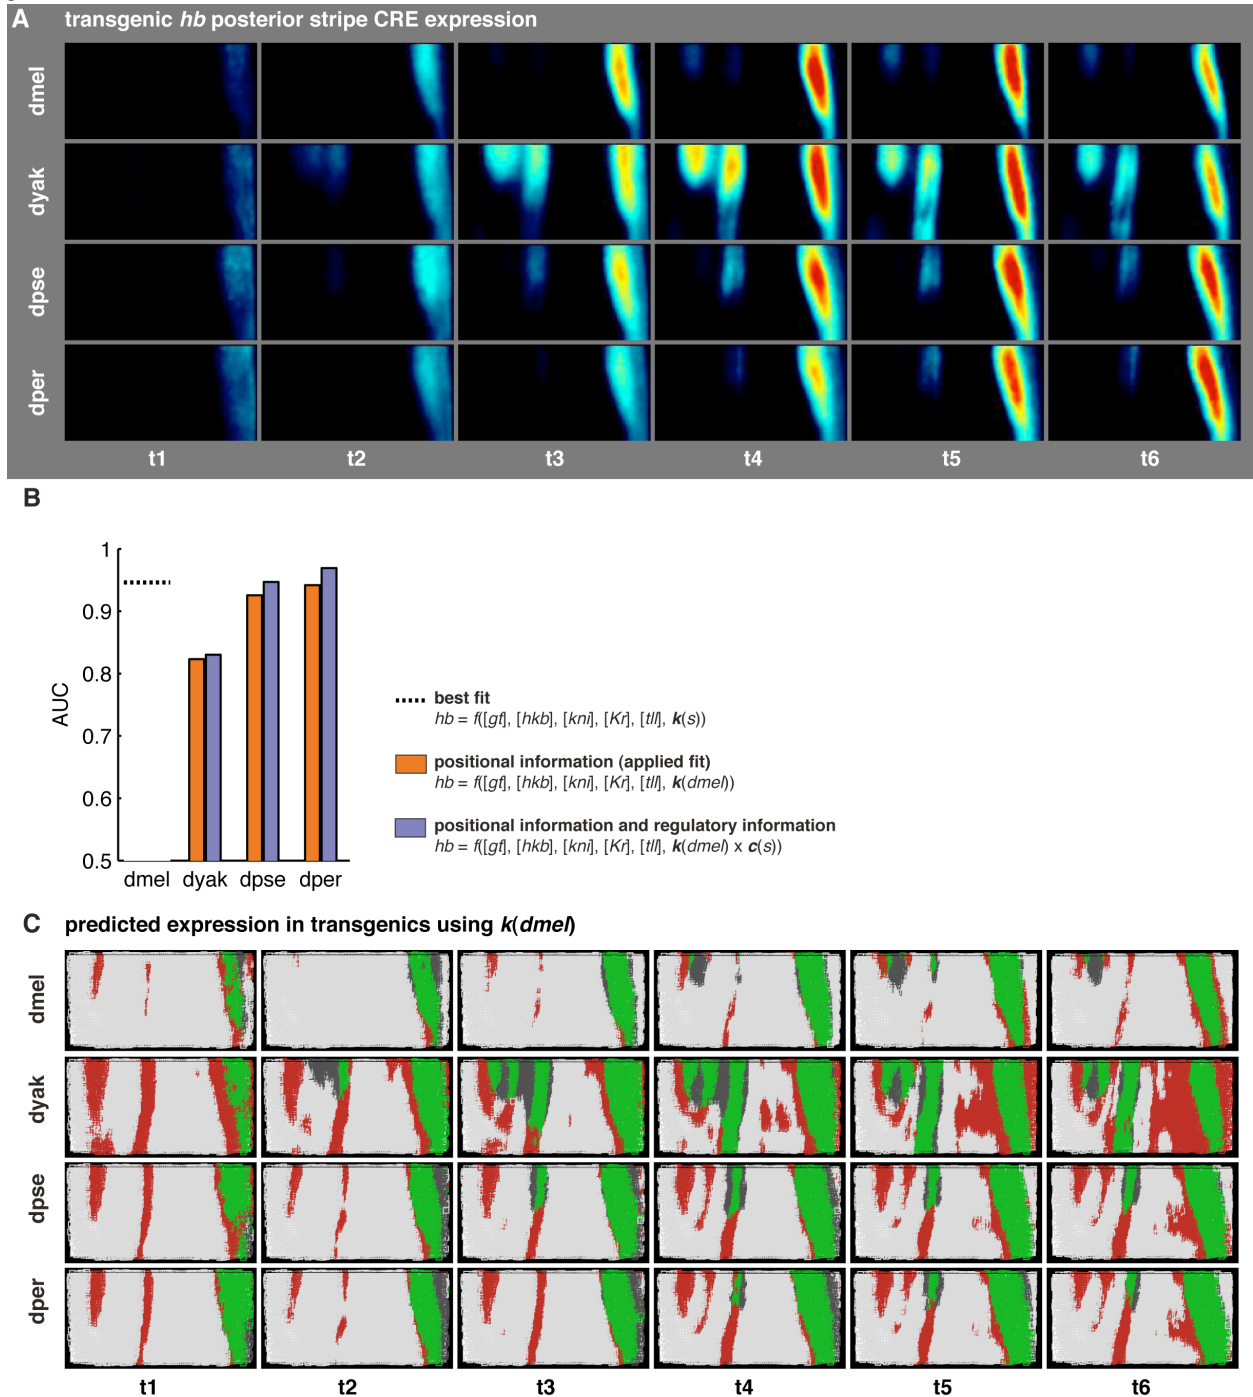 A transgenic hb posterior stripe CRE expression
dmel
dyak
dpse
dper
t1 t2 t3 t4 t5 t6
B
1
0.9
0.8
0.7
0.6
0.5
AUC
dmel dyak dpse dper
best fit
hb = f([gt], [hkb], [kni], [Kr], [tll], k(s))
positional information (applied fit)
hb = f([gt], [hkb], [kni], [Kr], [tll], k(dmel))
positional information and regulatory information
hb = f([gt], [hkb], [kni], [Kr], [tll], k(dmel) x c(s))
C predicted expression in transgenics using k(dmel)
dmel
dyak
dpse
dper
t1 t2 t3 t4 t5 t6